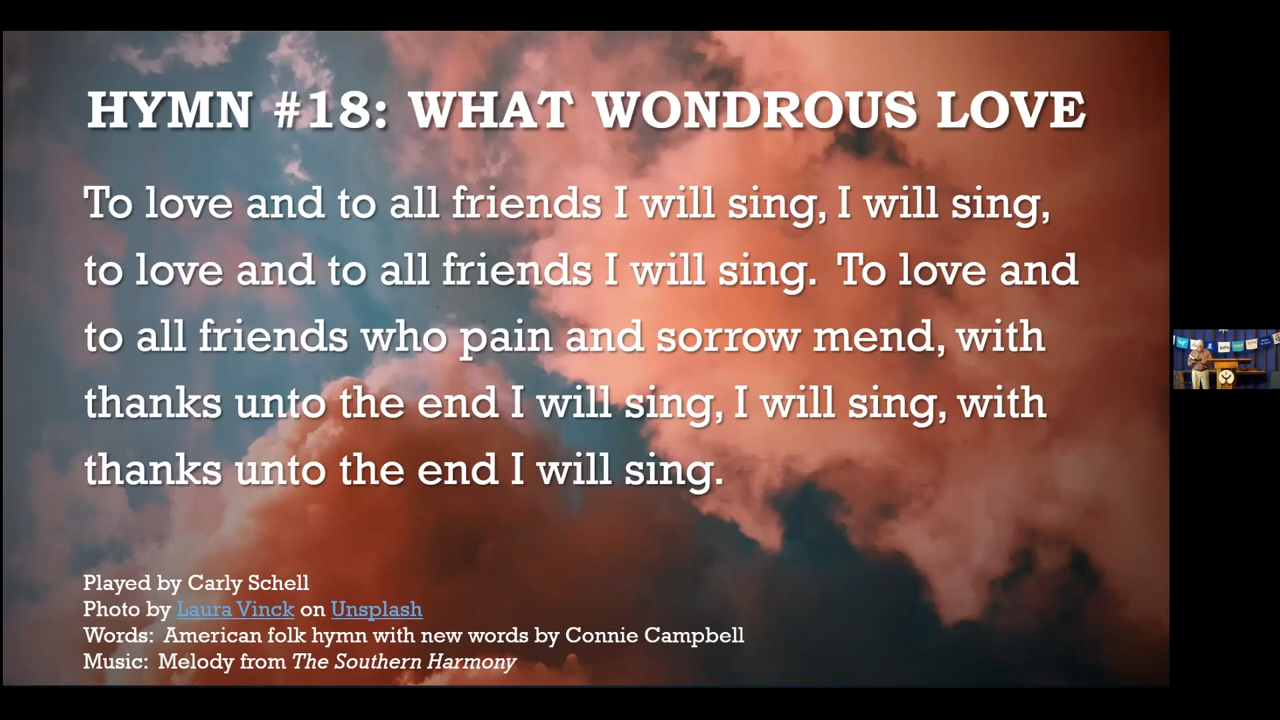 HYMN #18: WHAT WONDROUS LOVE
To love and to all friends I will sing, I will sing,
to love and to all friends I will sing. To love and
to all friends who pain and sorrow mend, with
thanks unto the end I will sing, I will sing, with
thanks unto the end I will sing.
Played by Carly Schell
Photo by Laura Vinck on Unsplash
Words: American folk hymn with new words by Connie Campbell
Music: Melody from The Southern Harmony